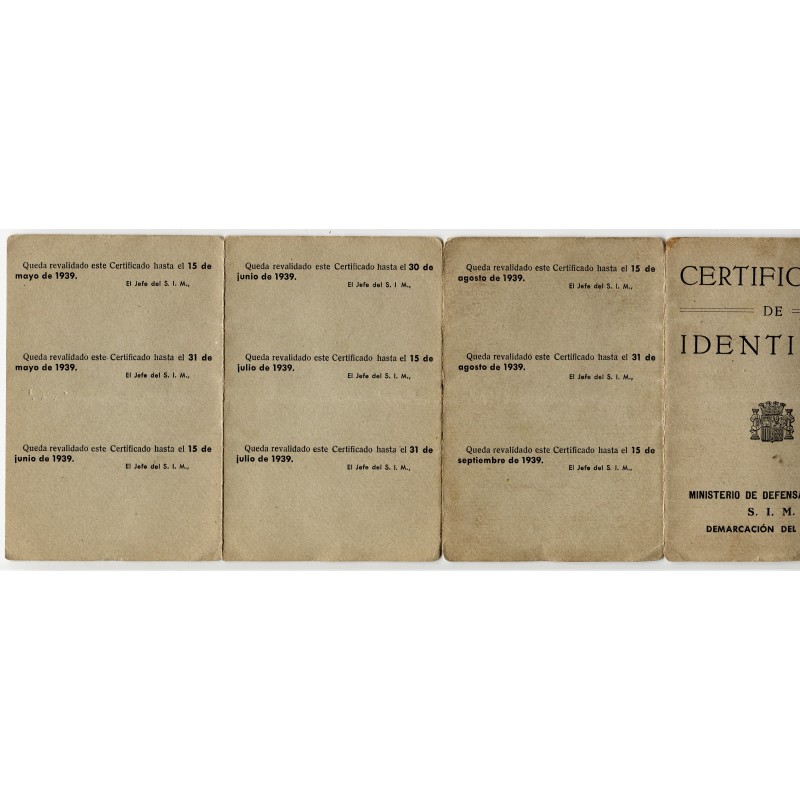 Queda revalidado este Certificado hasta el 15 de
mayo de 1939.
El Jefe del S. I. M.,
Queda revalidado este Certificado hasta el 31 de
mayo de 1939.
El Jefe del S. I. M.,
Queda revalidado este Certificado hasta el 15 de
junio de 1939.
El Jefe del S. I. M.,
Queda revalidado este Certificado hasta el 30 de
junio de 1939.
El Jefe del S. I M.,
Queda revalidado este Certificado hasta el 15 de
julio de 1939.
El Jefe del S. I. M.,
Queda revalidado este Certificado hasta el 31 de
julio de 1939.
El Jefe del S. I. M.,
Queda revalidado este Certificado hasta el 15 de
agosto de 1939.
El Jefe del S. I. M.,
Queda revalidado este Certificado hasta el 31 de
agosto de 1939.
El Jefe del S. I. M.,
Queda revalidado este Certificado hasta el 15 de
septiembre de 1939.
El Jefe del S. I. M.,
CERTIFIC
DE
IDENTI
MINISTERIO DE DEFENSA
S. I. M.
DEMARCACIÓN DEL